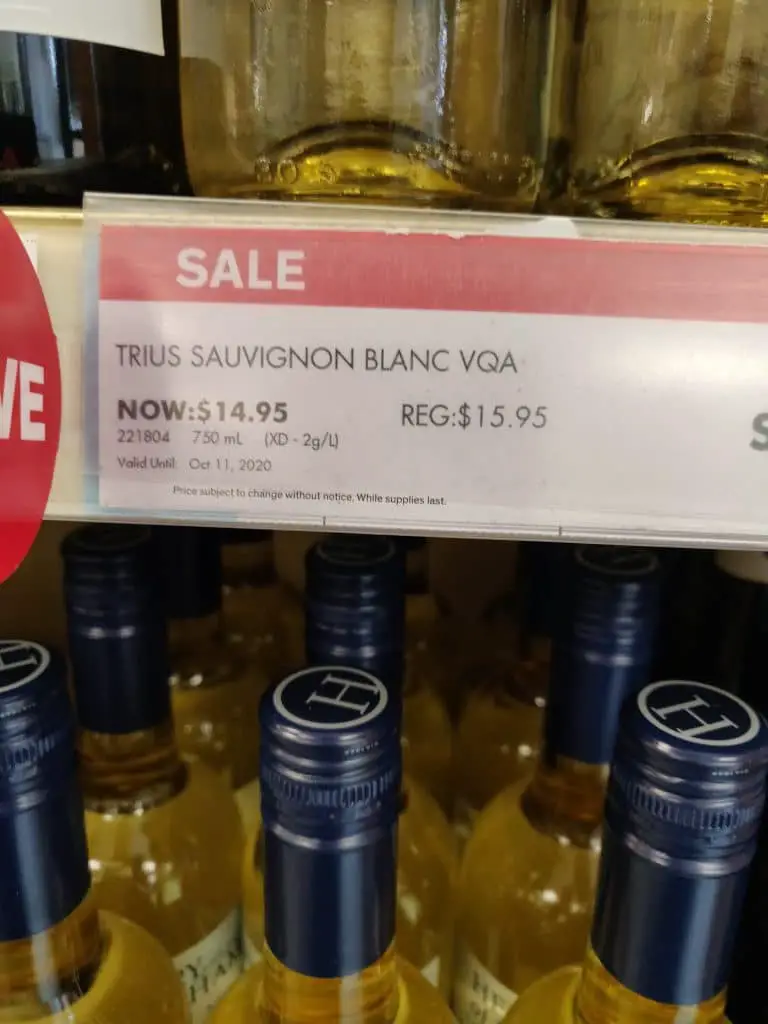 SALE
TRIUS SAUVIGNON BLANC VQA
NOW:$14.95 REG:$15.95
221804 750 mL (XD - 2g/L)
Valid Until: Oct 11, 2020
Price subject to change without notice. While supplies last.
VE
S
H
H
H